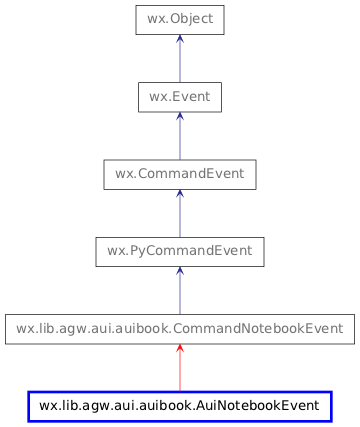 wx.Object
wx.Event
wx.CommandEvent
wx.PyCommandEvent
wx.lib.agw.aui.auibook.CommandNotebookEvent
wx.lib.agw.aui.auibook.AuiNotebookEvent